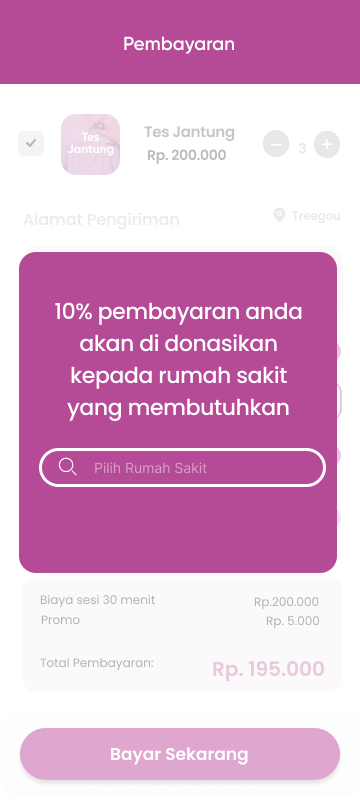 Pembayaran
Tes
Jantung
Tes Jantung
Rp. 200.000
3
Alamat Pengiriman
Treegou
10% pembayaran anda
akan di donasikan
kepada rumah sakit
yang membutuhkan
Pilih Rumah Sakit
Biaya sesi 30 menit
Rp.200.000
Promo
Rp. 5.000
Total Pembayaran:
Rp. 195.000
Bayar Sekarang